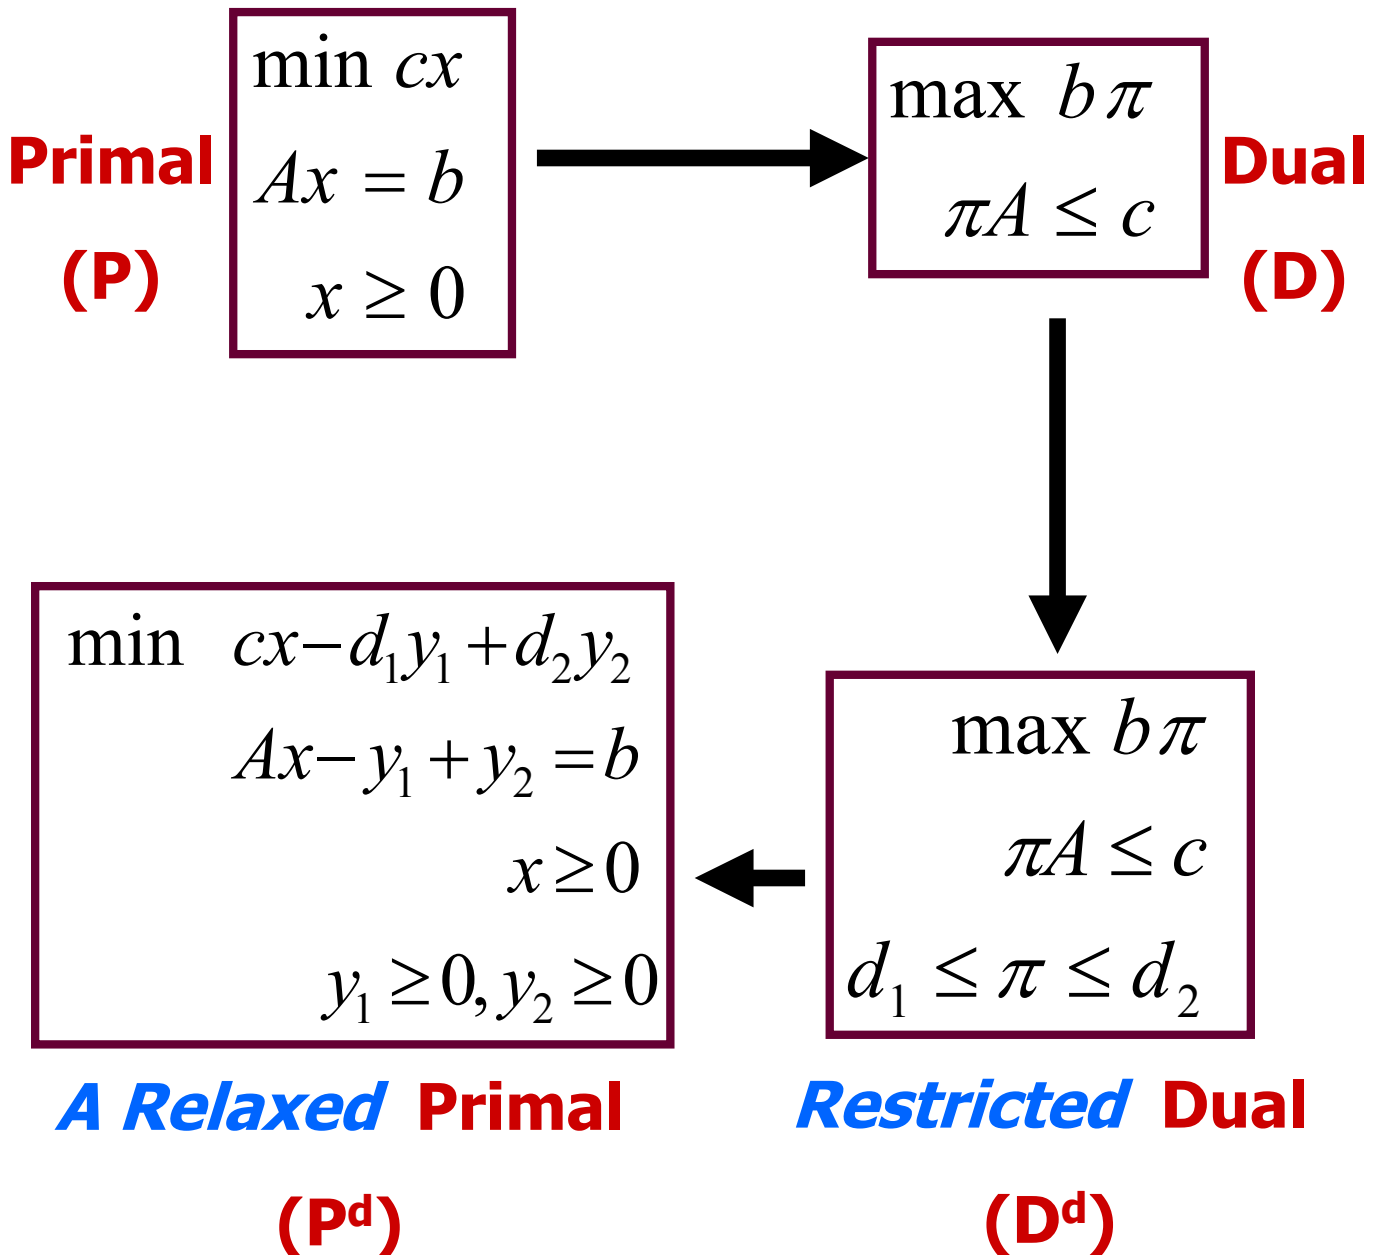 Primal
(P)
min cx
Ax = b
x ≥ 0
max bπ
πA ≤ c
Dual
(D)
min cx−d₁y₁+d₂y₂
Ax−y₁+y₂=b
x≥0
y₁≥0, y₂≥0
A Relaxed Primal
(Pᵈ)
max bπ
πA ≤ c
d₁ ≤ π ≤ d₂
Restricted Dual
(Dᵈ)